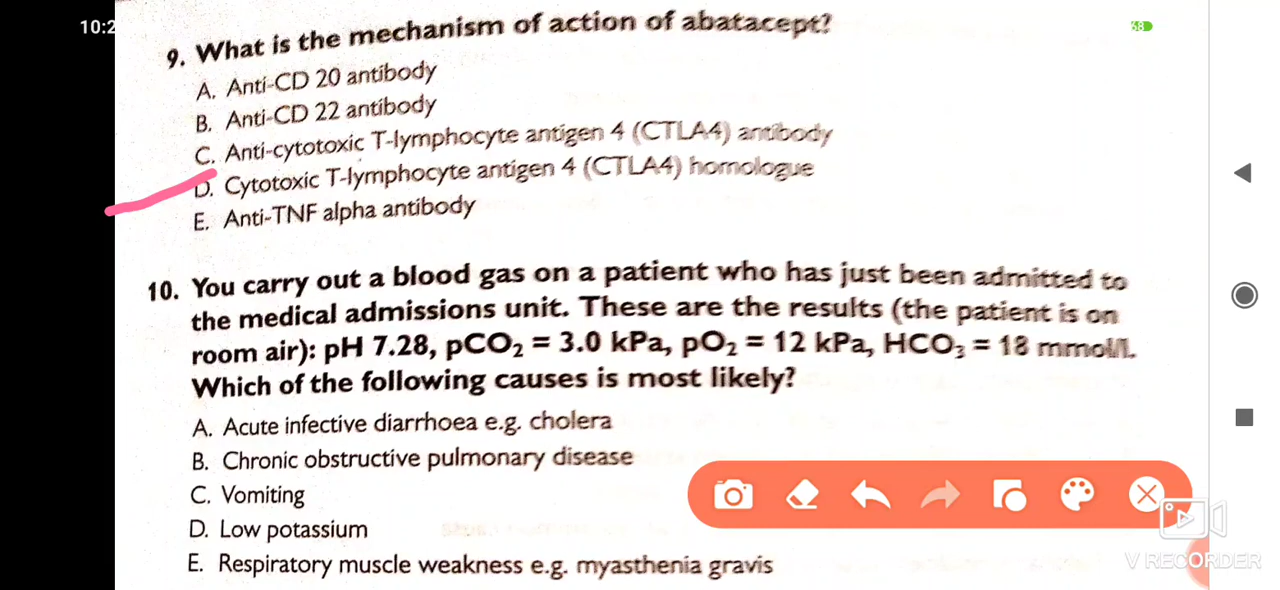 10:2
68
9. What is the mechanism of action of abatacept?
A. Anti-CD 20 antibody
B. Anti-CD 22 antibody
C. Anti-cytotoxic T-lymphocyte antigen 4 (CTLA4) antibody
D. Cytotoxic T-lymphocyte antigen 4 (CTLA4) homologue
E. Anti-TNF alpha antibody
10. You carry out a blood gas on a patient who has just been admitted to
the medical admissions unit. These are the results (the patient is on
room air): pH 7.28, pCO₂ = 3.0 kPa, pO₂ = 12 kPa, HCO₃ = 18 mmol/l.
Which of the following causes is most likely?
A. Acute infective diarrhoea e.g. cholera
B. Chronic obstructive pulmonary disease
C. Vomiting
D. Low potassium
E. Respiratory muscle weakness e.g. myasthenia gravis
V RECORDER